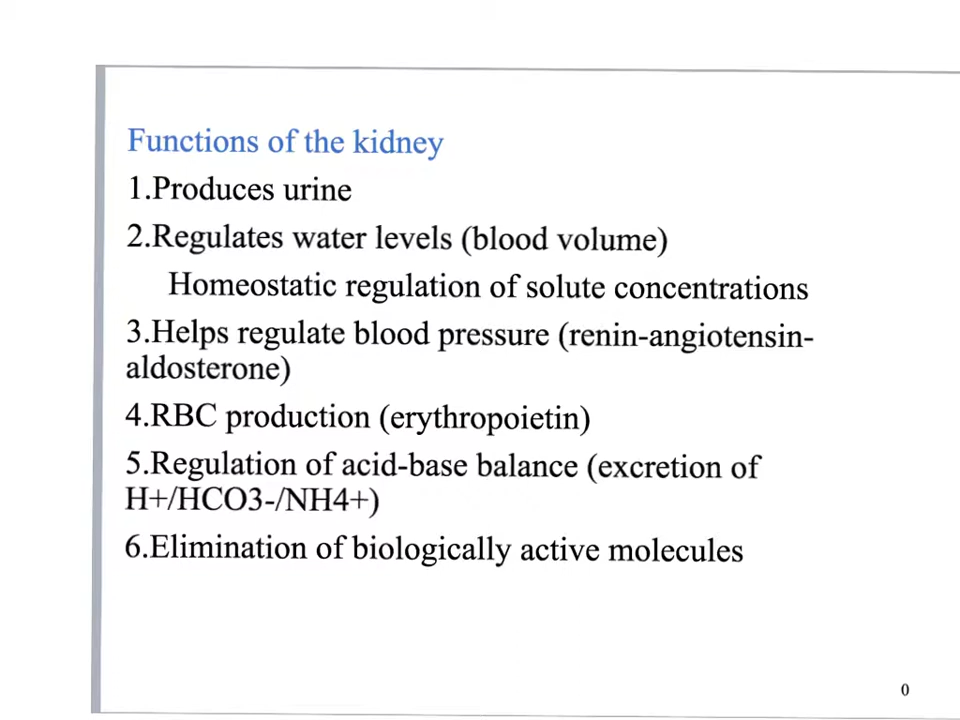 Functions of the kidney
1.Produces urine
2.Regulates water levels (blood volume)
Homeostatic regulation of solute concentrations
3.Helps regulate blood pressure (renin-angiotensin-
aldosterone)
4.RBC production (erythropoietin)
5.Regulation of acid-base balance (excretion of
H+/HCO3-/NH4+)
6.Elimination of biologically active molecules
0